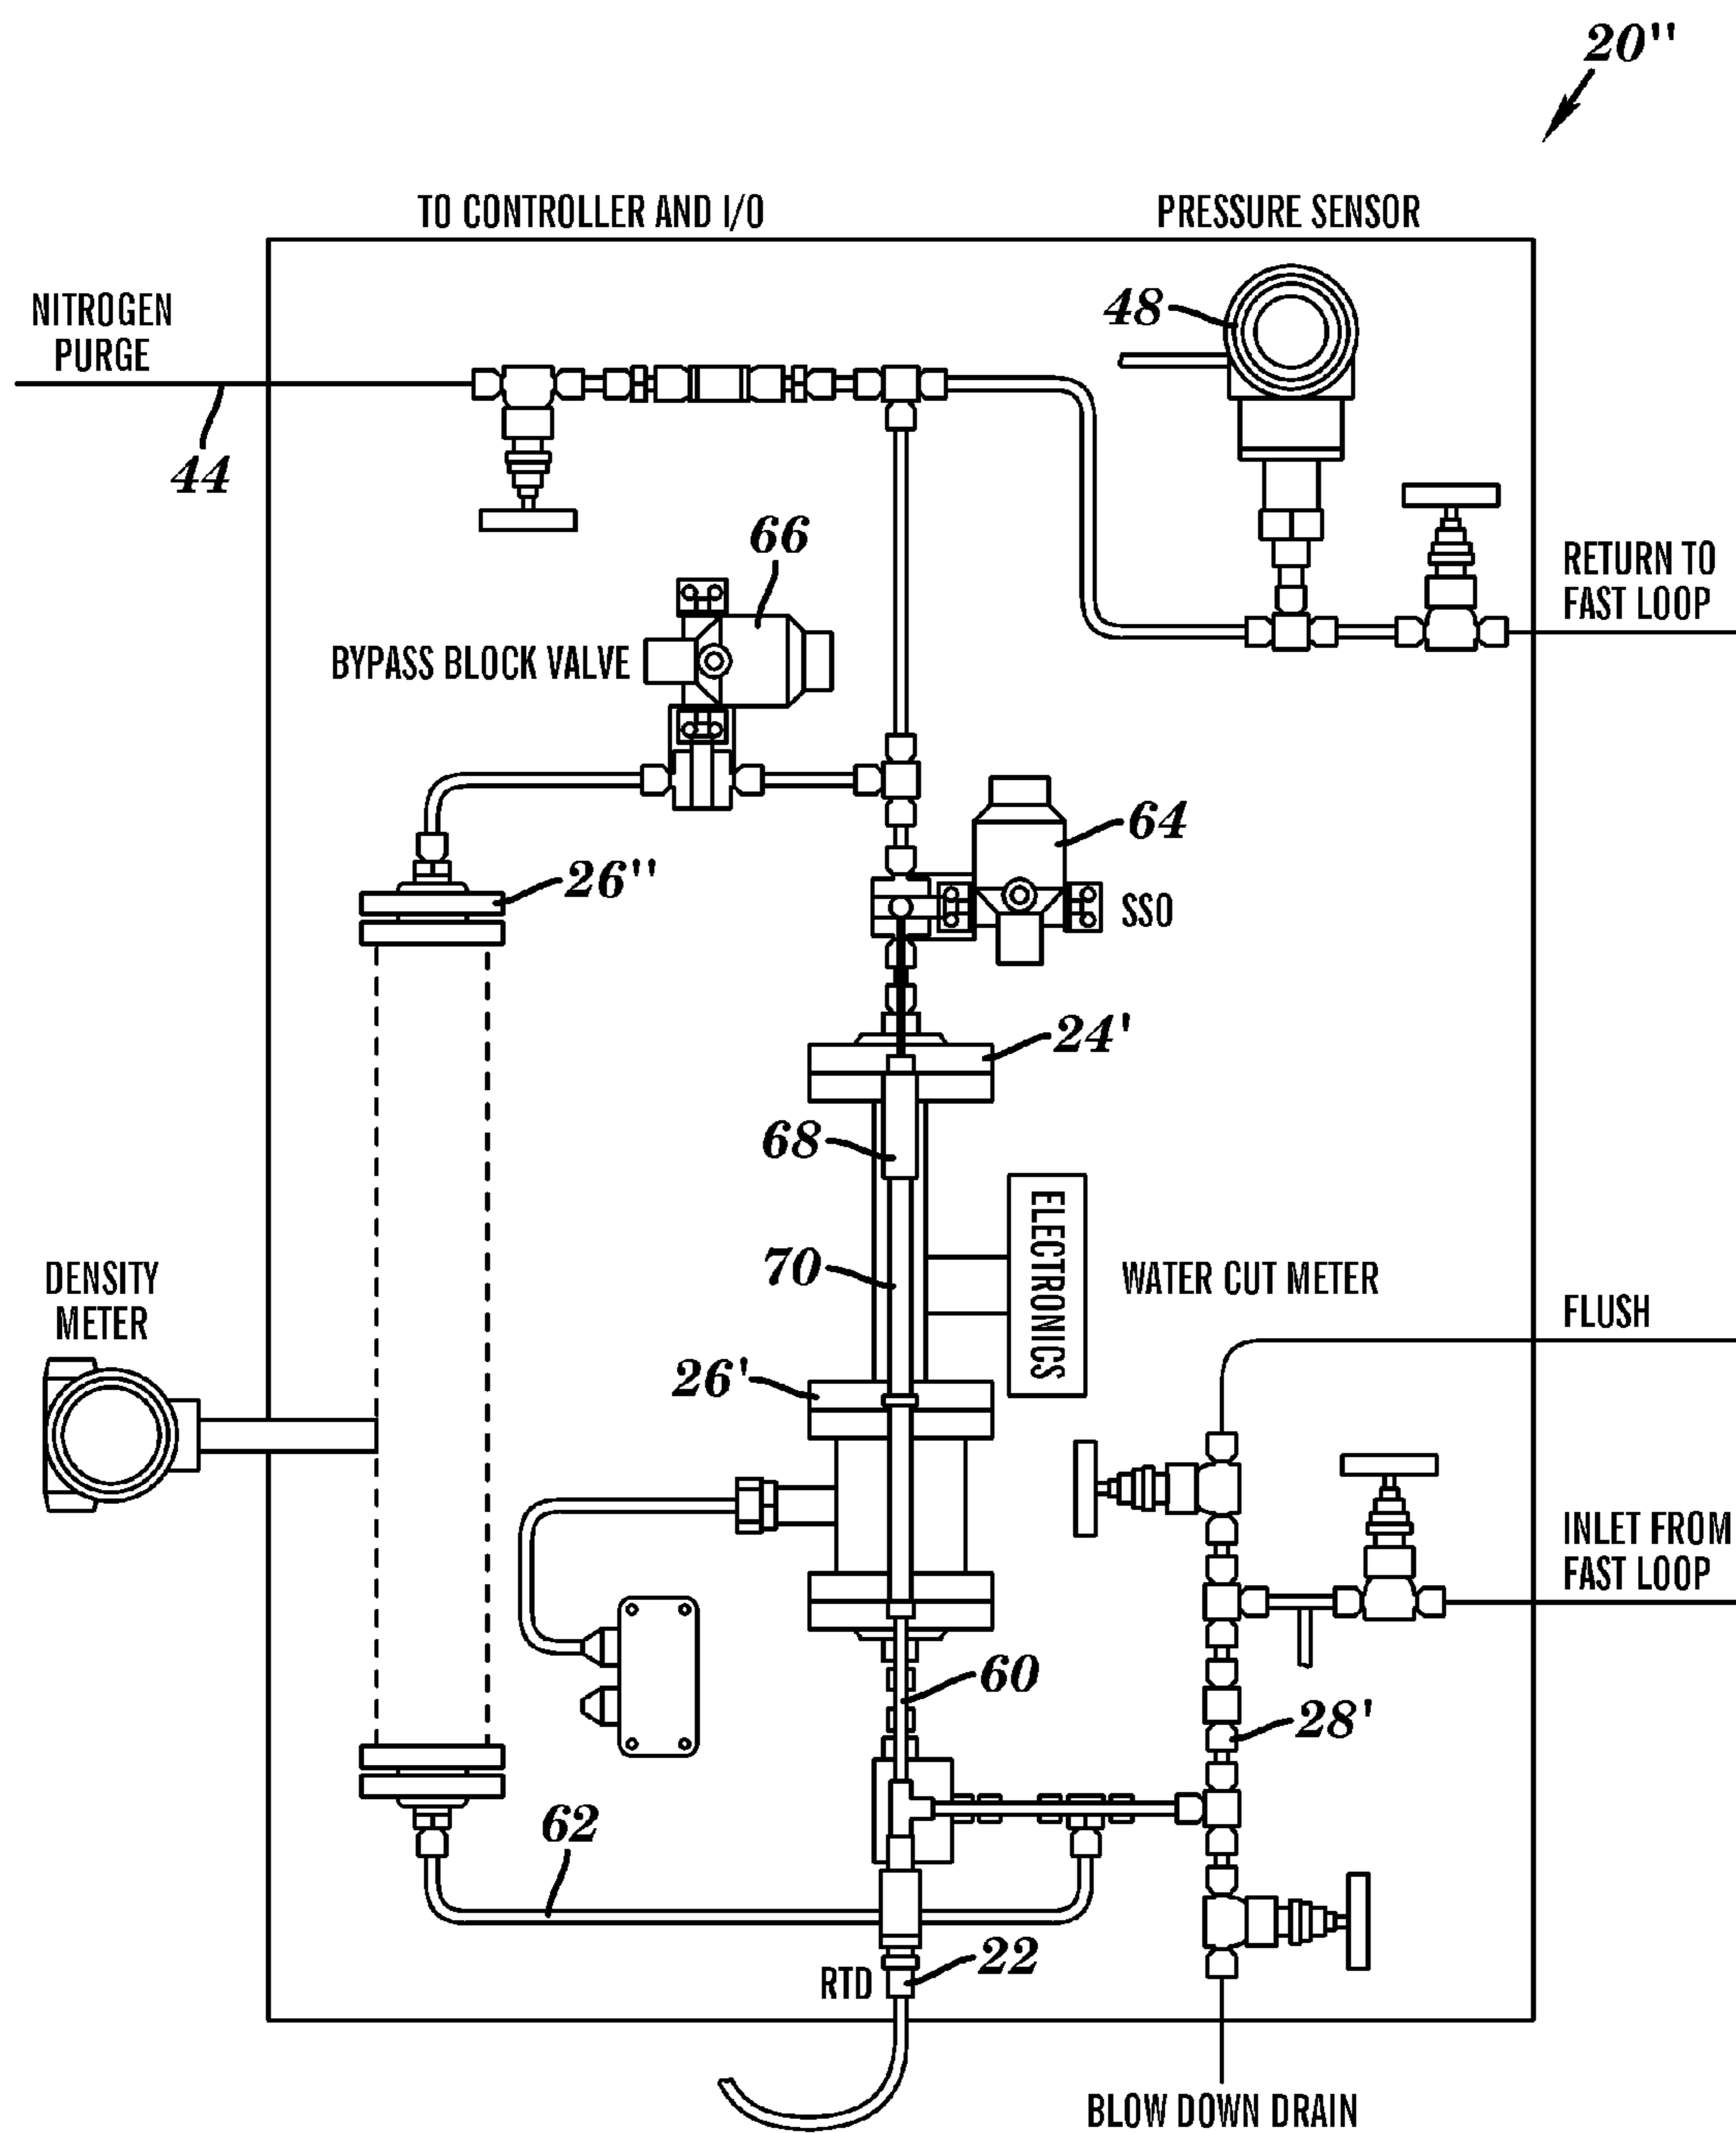 20"
TO CONTROLLER AND I/O
PRESSURE SENSOR
NITROGEN
PURGE
48
44
66
RETURN TO
FAST LOOP
BYPASS BLOCK VALVE
64
26"
SSO
24'
68
ELECTRONICS
70
WATER CUT METER
DENSITY
METER
FLUSH
26'
INLET FROM
FAST LOOP
60
28'
62
22
RTD
BLOW DOWN DRAIN